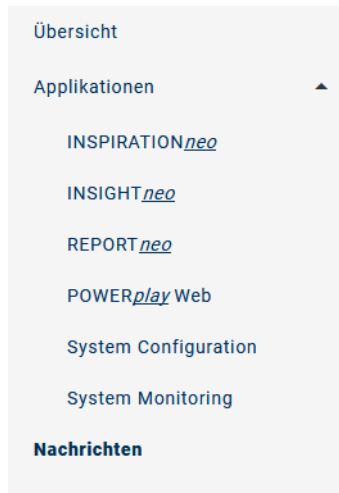 Übersicht
Applikationen
INSPIRATIONneo
INSIGHTneo
REPORTneo
POWERplay Web
System Configuration
System Monitoring
Nachrichten